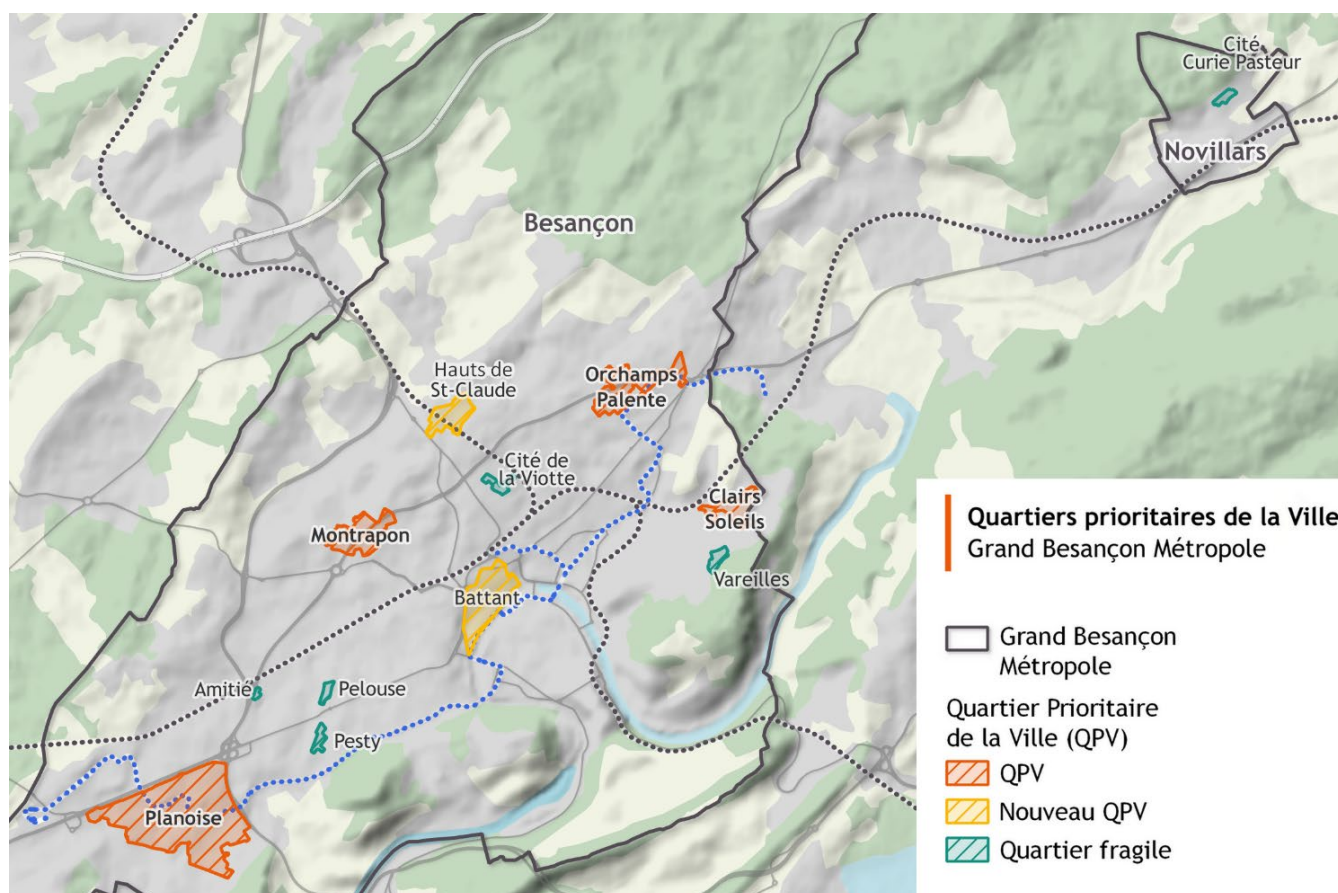 Cité
Curie Pasteur
Novillars
Besançon
Hauts de
St-Claude
Orchamps
Palente
Cité de
la Viotte
Clairs
Soleils
Montrapon
Vareilles
Battant
Amitié
Pelouse
Pesty
Planoise
Quartiers prioritaires de la Ville
Grand Besançon Métropole
Grand Besançon
Métropole
Quartier Prioritaire
de la Ville (QPV)
QPV
Nouveau QPV
Quartier fragile